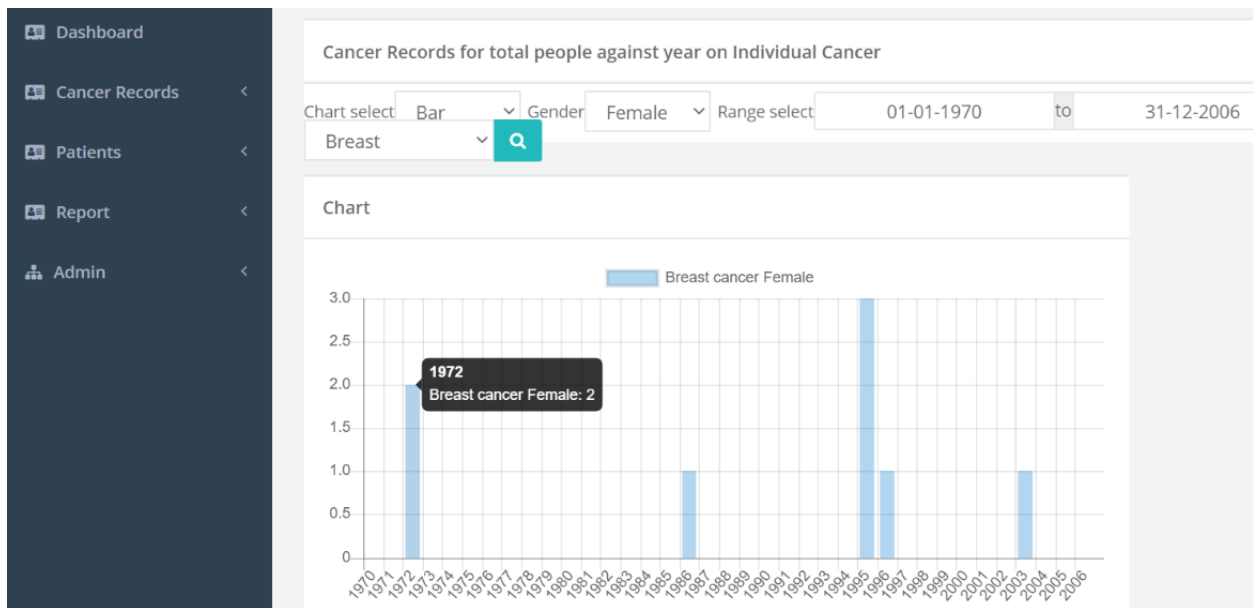 Dashboard
Cancer Records
Patients
Report
Admin
Cancer Records for total people against year on Individual Cancer
Chart select Bar Gender Female Range select 01-01-1970 to 31-12-2006
Breast
Chart
Breast cancer Female
3.0
2.5
2.0
1972
Breast cancer Female: 2
1.5
1.0
0.5
0
1970 1971 1972 1973 1974 1975 1976 1977 1978 1979 1980 1981 1982 1983 1984 1985 1986 1987 1988 1989 1990 1991 1992 1993 1994 1995 1996 1997 1998 1999 2000 2001 2002 2003 2004 2005 2006